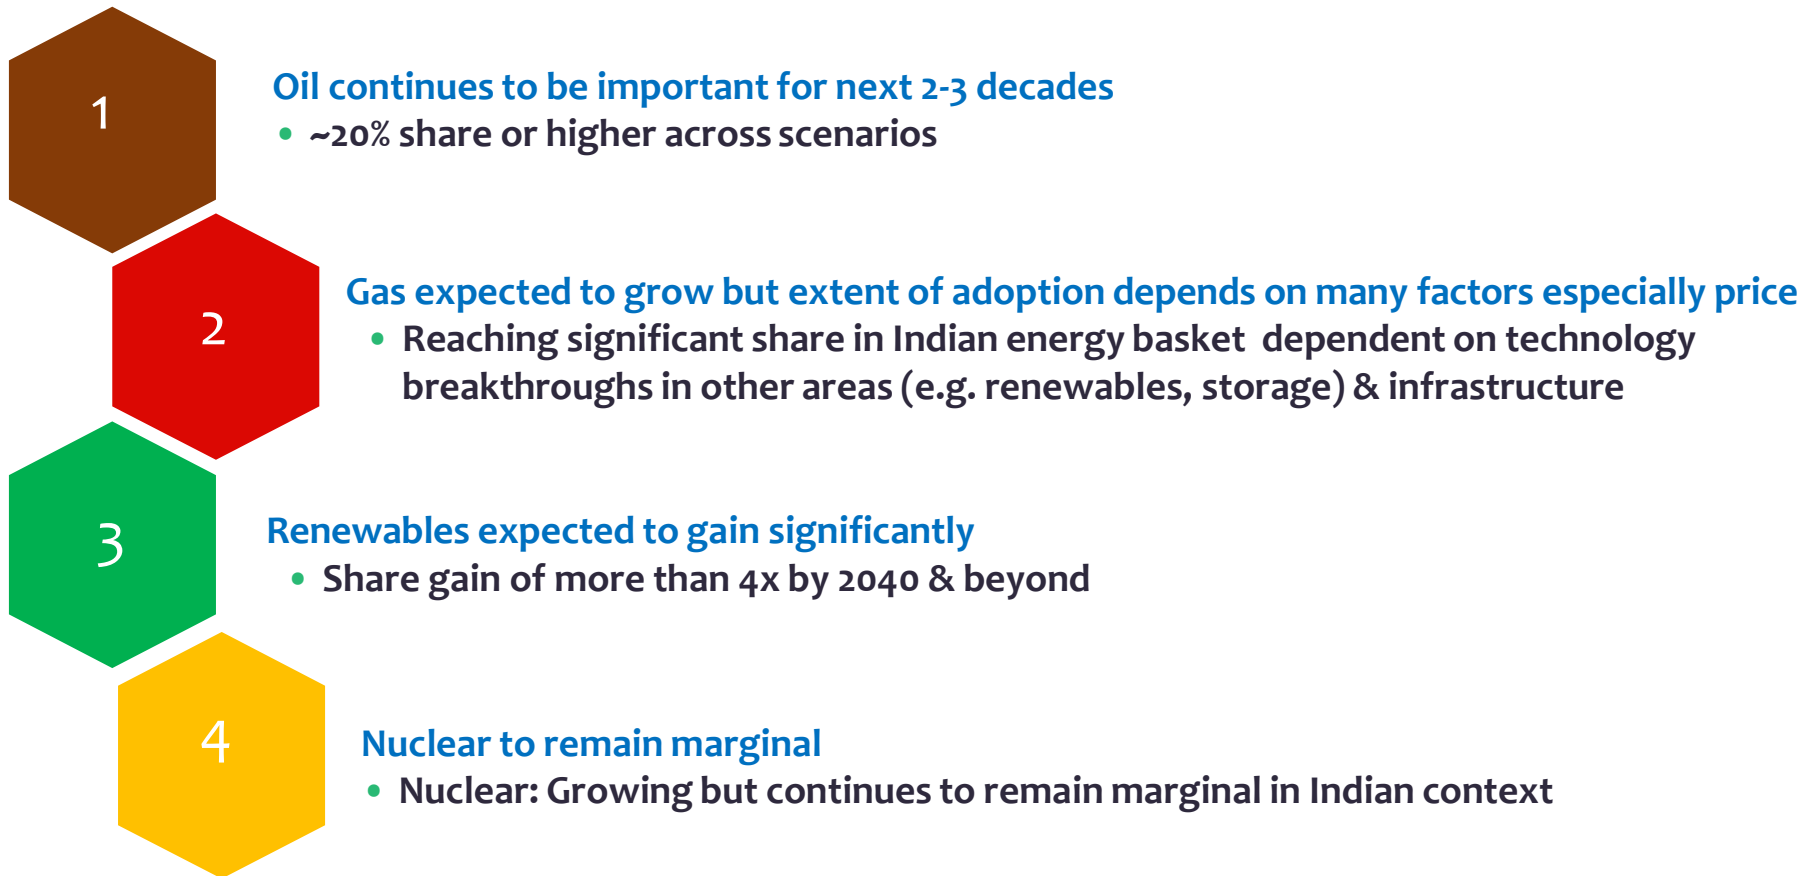 1
Oil continues to be important for next 2-3 decades
• ~20% share or higher across scenarios
2
Gas expected to grow but extent of adoption depends on many factors especially price
• Reaching significant share in Indian energy basket dependent on technology
breakthroughs in other areas (e.g. renewables, storage) & infrastructure
3
Renewables expected to gain significantly
• Share gain of more than 4x by 2040 & beyond
4
Nuclear to remain marginal
• Nuclear: Growing but continues to remain marginal in Indian context